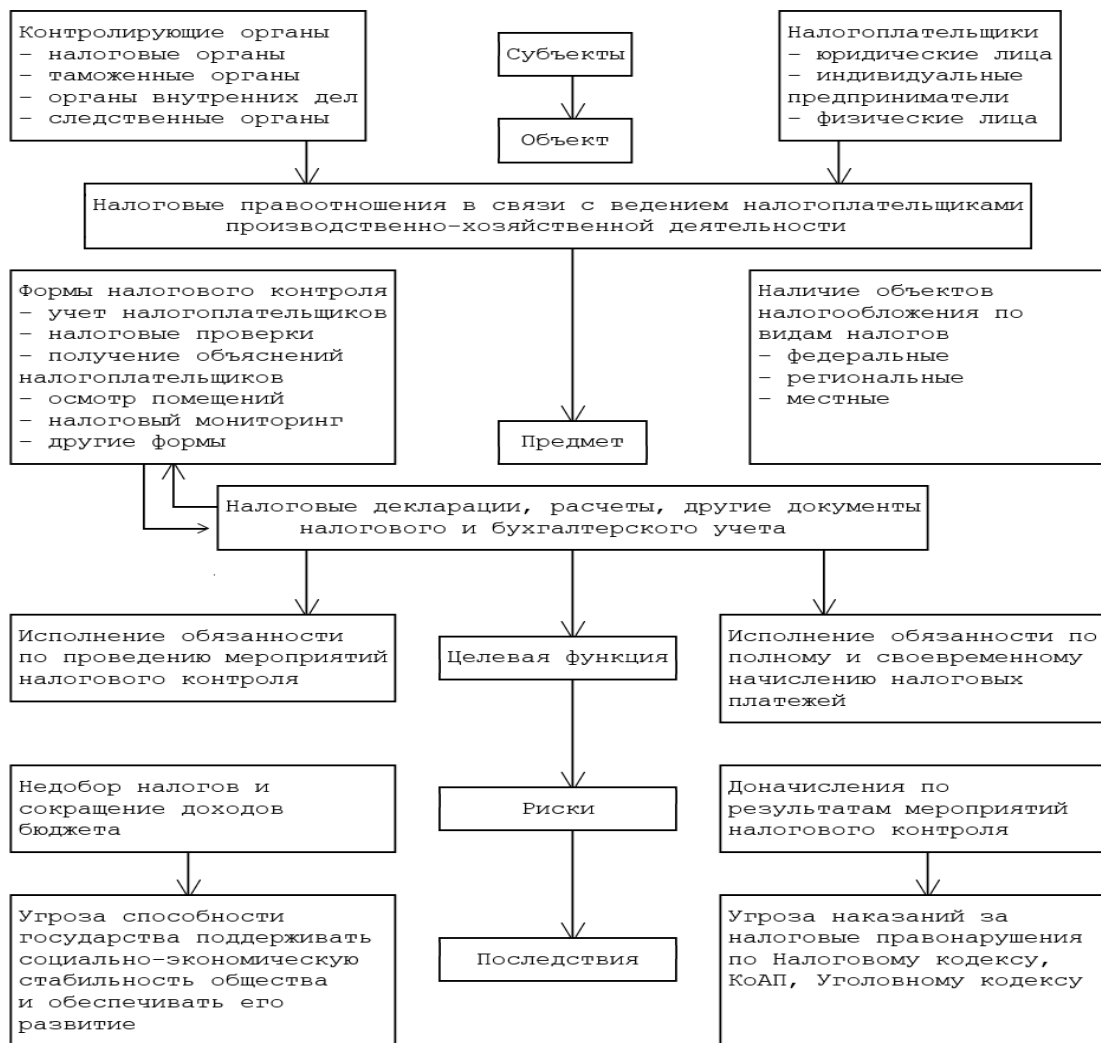 Контролирующие органы
– налоговые органы
– таможенные органы
– органы внутренних дел
– следственные органы
Субъекты
Объект
Налогоплательщики
– юридические лица
– индивидуальные
предприниматели
– физические лица
Налоговые правоотношения в связи с ведением налогоплательщиками
производственно-хозяйственной деятельности
Формы налогового контроля
– учет налогоплательщиков
– налоговые проверки
– получение объяснений
налогоплательщиков
– осмотр помещений
– налоговый мониторинг
– другие формы
Предмет
Наличие объектов
налогообложения по
видам налогов
– федеральные
– региональные
– местные
Налоговые декларации, расчеты, другие документы
налогового и бухгалтерского учета
Исполнение обязанности
по проведению мероприятий
налогового контроля
Целевая функция
Исполнение обязанности по
полному и своевременному
начислению налоговых
платежей
Недобор налогов и
сокращение доходов
бюджета
Риски
Доначисления по
результатам мероприятий
налогового контроля
Угроза способности
государства поддерживать
социально-экономическую
стабильность общества
и обеспечивать его
развитие
Последствия
Угроза наказаний за
налоговые правонарушения
по Налоговому кодексу,
КоАП, Уголовному кодексу